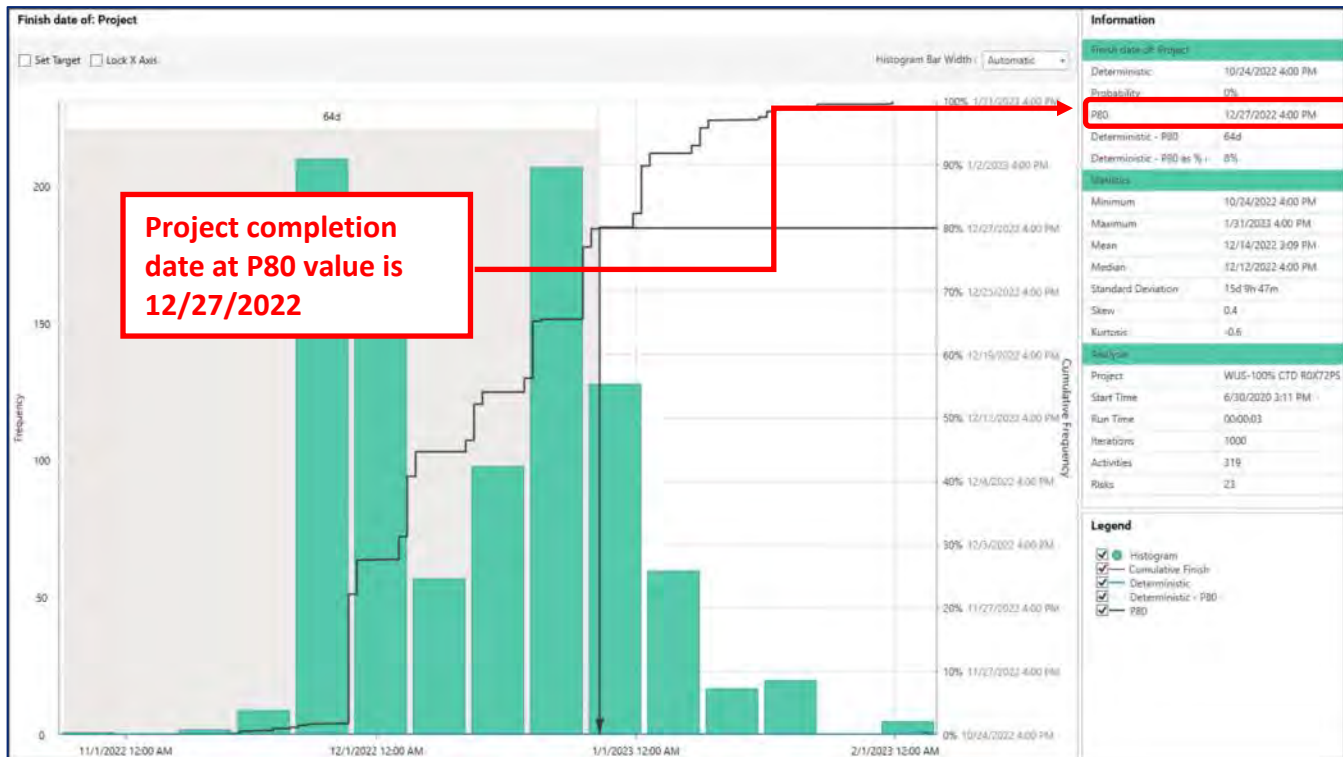 Finish date of: Project
Set Target
Lock X Axis
Histogram Bar Width :
Automatic
64d
Project completion
date at P80 value is
12/27/2022
Frequency
200
150
100
50
0
11/1/2022 12:00 AM
12/1/2022 12:00 AM
1/1/2023 12:00 AM
2/1/2023 12:00 AM
100% 1/31/2023 4:00 PM
90% 1/2/2023 4:00 PM
80% 12/27/2022 4:00 PM
70% 12/25/2022 4:00 PM
60% 12/19/2022 4:00 PM
50% 12/12/2022 4:00 PM
40% 12/4/2022 4:00 PM
30% 12/3/2022 4:00 PM
20% 11/27/2022 4:00 PM
10% 11/27/2022 4:00 PM
0% 10/24/2022 4:00 PM
Cumulative Frequency
Information
Finish date of: Project
Deterministic 10/24/2022 4:00 PM
Probability 0%
P80 12/27/2022 4:00 PM
Deterministic - P80 64d
Deterministic - P80 as % 8%
Statistics
Minimum 10/24/2022 4:00 PM
Maximum 1/31/2023 4:00 PM
Mean 12/14/2022 3:09 PM
Median 12/12/2022 4:00 PM
Standard Deviation 15d 9h 47m
Skew 0.4
Kurtosis -0.6
Analysis
Project WUS-100% CTD R0X72PS
Start Time 6/30/2020 3:11 PM
Run Time 00:00:03
Iterations 1000
Activities 319
Risks 23
Legend
Histogram
Cumulative Finish
Deterministic
Deterministic - P80
P80